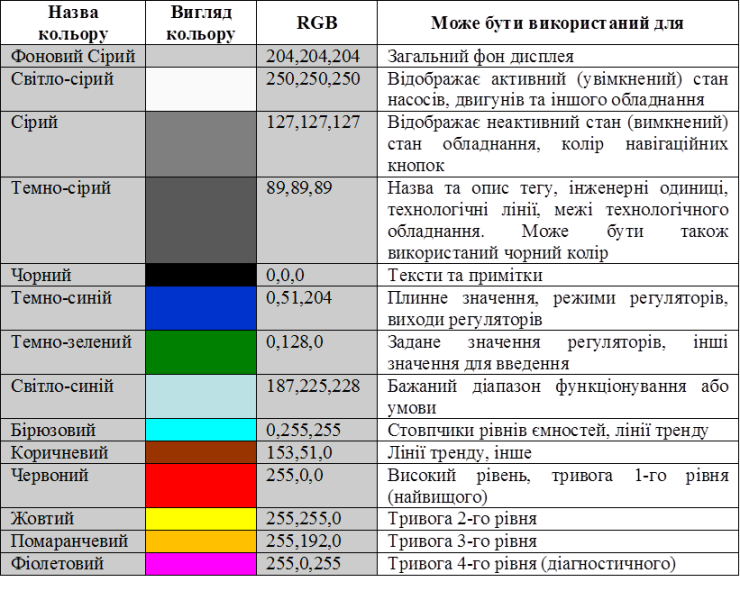 Назва кольору | Вигляд кольору | RGB | Може бути використаний для
Фоновий Сірий | 204,204,204 | Загальний фон дисплея
Світло-сірий | 250,250,250 | Відображає активний (увімкнений) стан
насосів, двигунів та іншого обладнання
Сірий | 127,127,127 | Відображає неактивний стан (вимкнений)
стан обладнання, колір навігаційних
кнопок
Темно-сірий | 89,89,89 | Назва та опис тегу, інженерні одиниці,
технологічні лінії, межі технологічного
обладнання. Може бути також
використаний чорний колір
Чорний | 0,0,0 | Тексти та примітки
Темно-синій | 0,51,204 | Плинне значення, режими регуляторів,
виходи регуляторів
Темно-зелений | 0,128,0 | Задане значення регуляторів, інші
значення для введення
Світло-синій | 187,225,228 | Бажаний діапазон функціонування або
умови
Бірюзовий | 0,255,255 | Стовпчики рівнів ємностей, лінії тренду
Коричневий | 153,51,0 | Лінії тренду, інше
Червоний | 255,0,0 | Високий рівень, тривога 1-го рівня
(найвищого)
Жовтий | 255,255,0 | Тривога 2-го рівня
Помаранчевий | 255,192,0 | Тривога 3-го рівня
Фіолетовий | 255,0,255 | Тривога 4-го рівня (діагностичного)